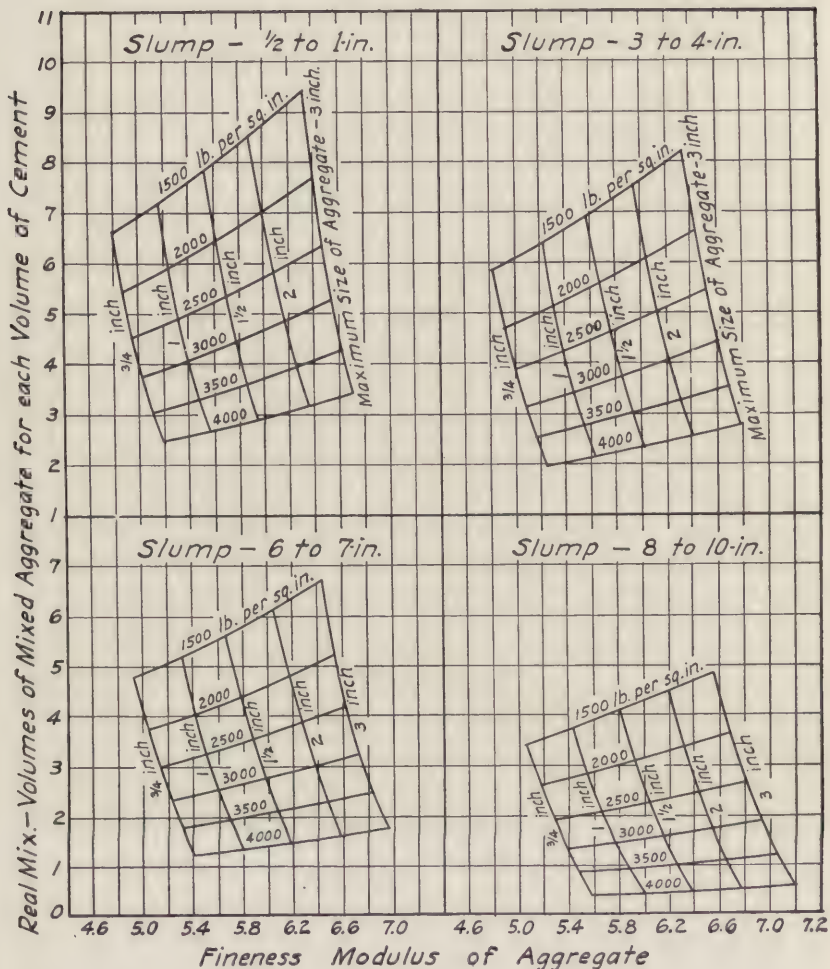 Real Mix.-Volumes of Mixed Aggregate for each Volume of Cement
11
10
9
8
7
6
5
4
3
2
1
Slump - ½ to 1-in.
1500 lb. per sq. in.
2000
2500
3000
3500
4000
¾ inch
1 inch
1½ inch
2 inch
Maximum Size of Aggregate - 3 inch.
Slump - 3 to 4-in.
1500 lb. per sq. in.
2000
2500
3000
3500
4000
¾ inch
1 inch
1½ inch
2 inch
Maximum Size of Aggregate-3 inch
7
6
5
4
3
2
1
0
Slump - 6 to 7-in.
1500 lb. per sq. in.
2000
2500
3000
3500
4000
¾ inch
1 inch
1½ inch
2 inch
3 inch
Slump - 8 to 10-in.
1500 lb. per sq. in.
2000
2500
3000
3500
4000
¾ inch
1 inch
1½ inch
2 inch
3 inch
4.6 5.0 5.4 5.8 6.2 6.6 7.0 4.6 5.0 5.4 5.8 6.2 6.6 7.0 7.2
Fineness Modulus of Aggregate